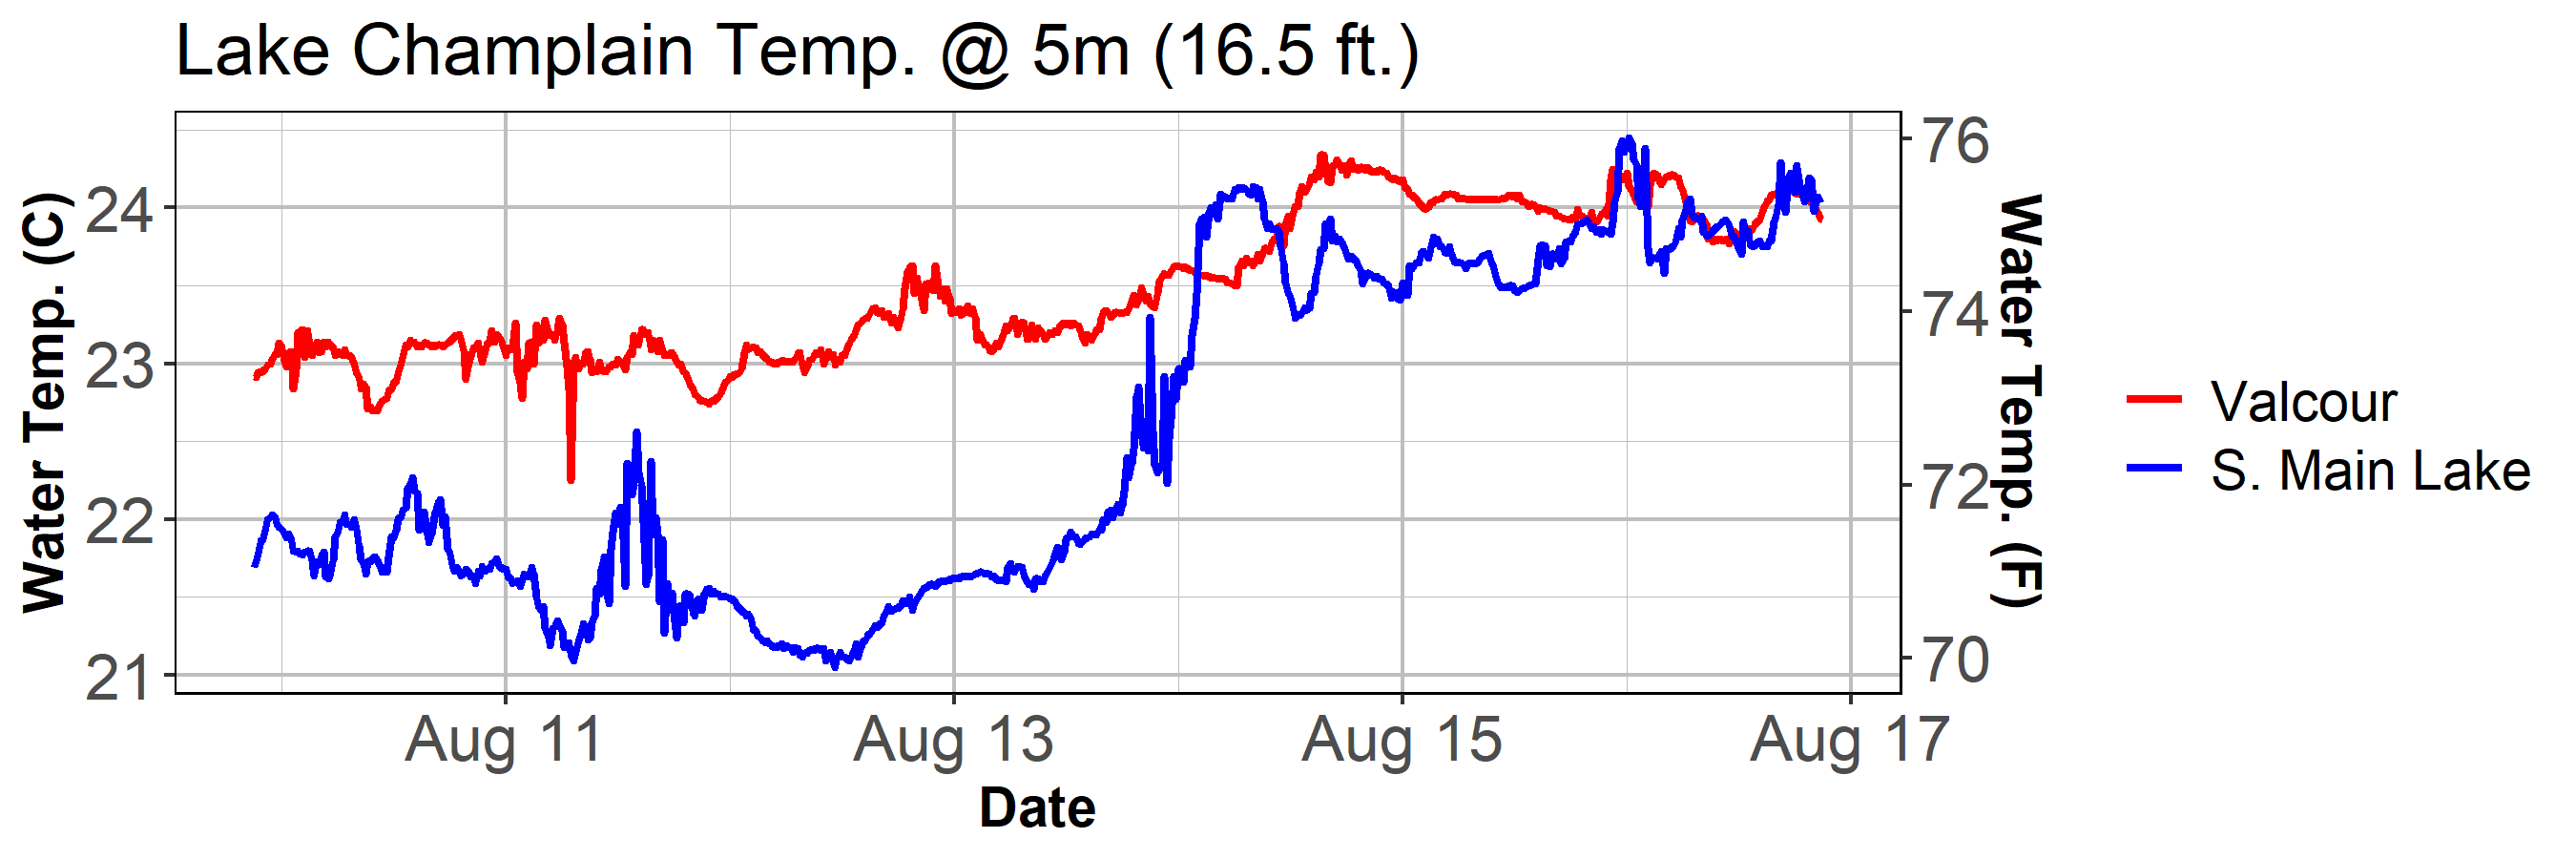 Lake Champlain Temp. @ 5m (16.5 ft.)
Water Temp. (C)
24
23
22
21
76
74
72
70
Water Temp. (F)
Aug 11
Aug 13
Aug 15
Aug 17
Date
Valcour
S. Main Lake